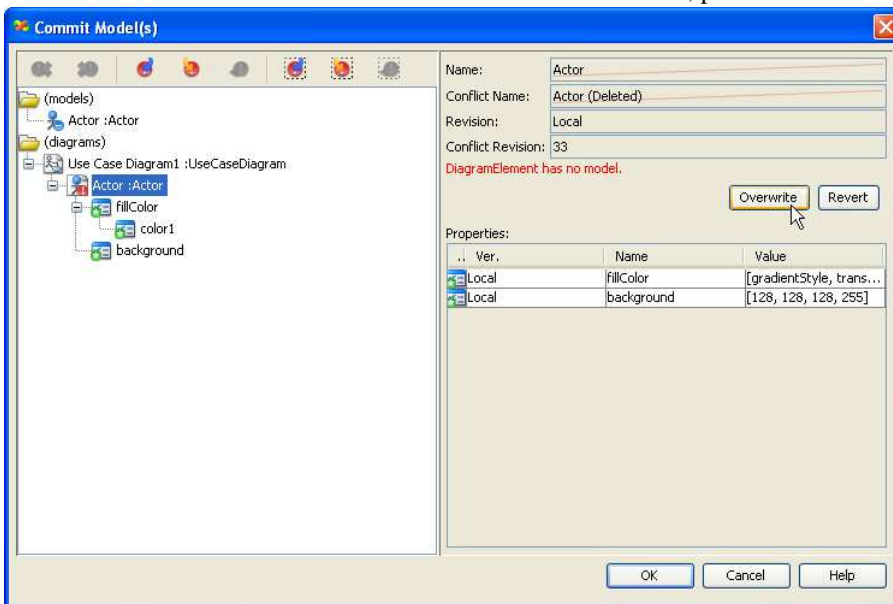 Commit Model(s)
(models)
Actor :Actor
(diagrams)
Use Case Diagram1 :UseCaseDiagram
Actor :Actor
fillColor
color1
background
Name: Actor
Conflict Name: Actor (Deleted)
Revision: Local
Conflict Revision: 33
DiagramElement has no model.
Overwrite Revert
Properties:
.. Ver. Name Value
Local fillColor [gradientStyle, trans...
Local background [128, 128, 128, 255]
OK Cancel Help